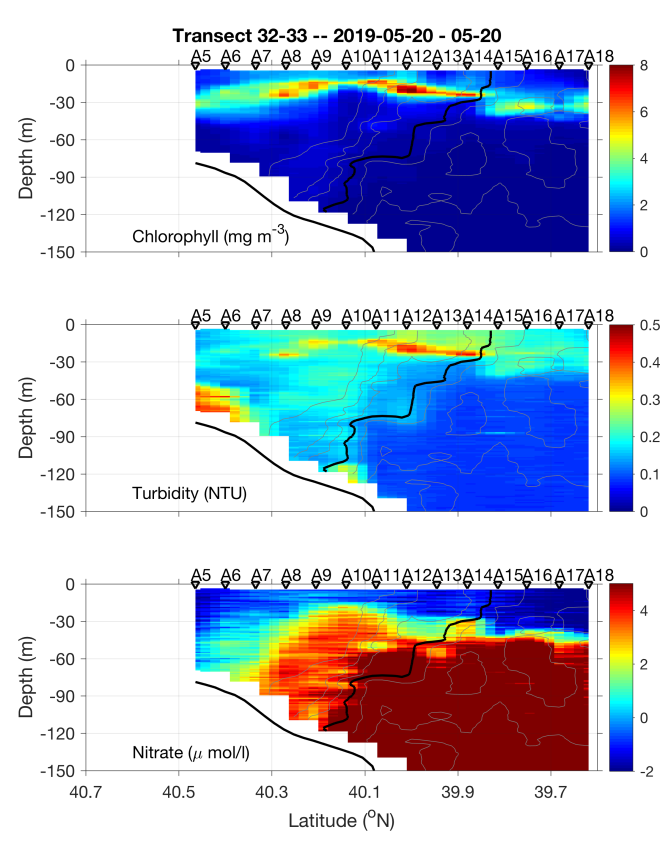 Transect 32-33 -- 2019-05-20 - 05-20
A5 A6 A7 A8 A9 A10 A11 A12 A13 A14 A15 A16 A17 A18
0
-30
-60
-90
-120
-150
Depth (m)
Chlorophyll (mg m-3)
8
6
4
2
0
A5 A6 A7 A8 A9 A10 A11 A12 A13 A14 A15 A16 A17 A18
0
-30
-60
-90
-120
-150
Depth (m)
Turbidity (NTU)
0.5
0.4
0.3
0.2
0.1
0
A5 A6 A7 A8 A9 A10 A11 A12 A13 A14 A15 A16 A17 A18
0
-30
-60
-90
-120
-150
Depth (m)
Nitrate (μ mol/l)
4
2
0
-2
40.7 40.5 40.3 40.1 39.9 39.7
Latitude (oN)